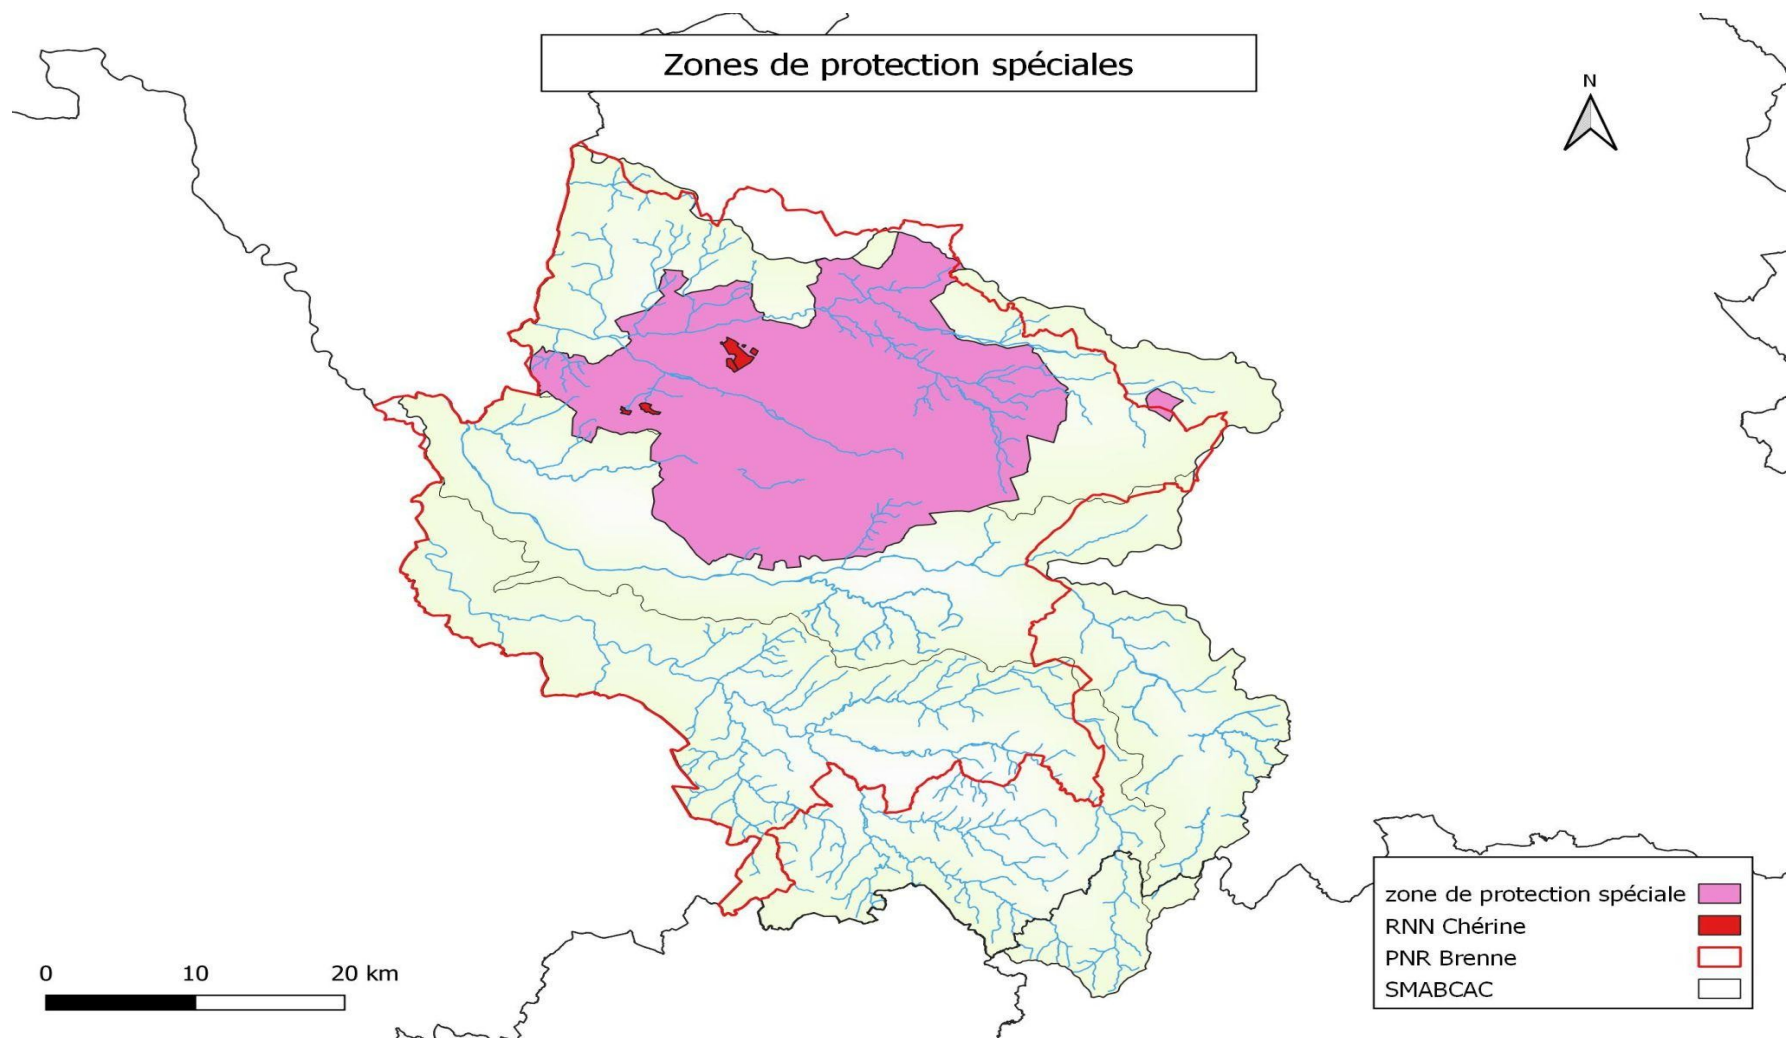 Zones de protection spéciales
N
zone de protection spéciale
RNN Chérine
PNR Brenne
SMABCAC
0 10 20 km